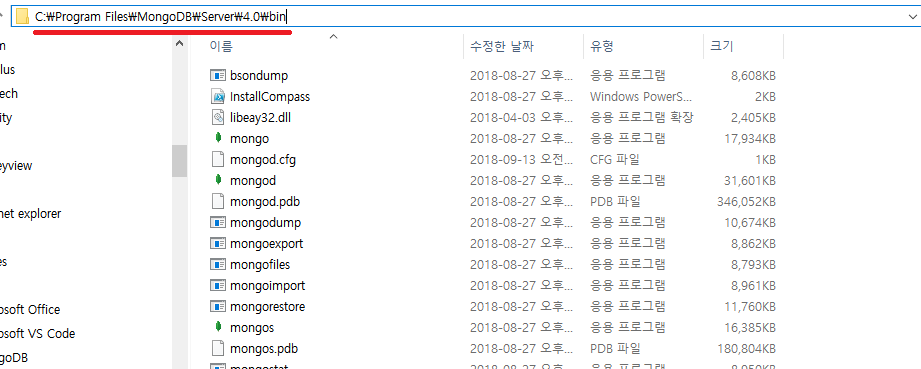 C:₩Program Files₩MongoDB₩Server₩4.0₩bin
이름 수정한 날짜 유형 크기
bsondump 2018-08-27 오후... 응용 프로그램 8,608KB
InstallCompass 2018-08-27 오후... Windows PowerS... 2KB
libeay32.dll 2018-04-03 오후... 응용 프로그램 확장 2,405KB
mongo 2018-08-27 오후... 응용 프로그램 17,934KB
mongod.cfg 2018-09-13 오전... CFG 파일 1KB
mongod 2018-08-27 오후... 응용 프로그램 31,601KB
mongod.pdb 2018-08-27 오후... PDB 파일 346,052KB
mongodump 2018-08-27 오후... 응용 프로그램 10,674KB
mongoexport 2018-08-27 오후... 응용 프로그램 8,862KB
mongofiles 2018-08-27 오후... 응용 프로그램 8,793KB
mongoimport 2018-08-27 오후... 응용 프로그램 8,961KB
mongorestore 2018-08-27 오후... 응용 프로그램 11,760KB
mongos 2018-08-27 오후... 응용 프로그램 16,385KB
mongos.pdb 2018-08-27 오후... PDB 파일 180,804KB
m
lus
ech
ity
eyview
net explorer
es
osoft Office
osoft VS Code
goDB